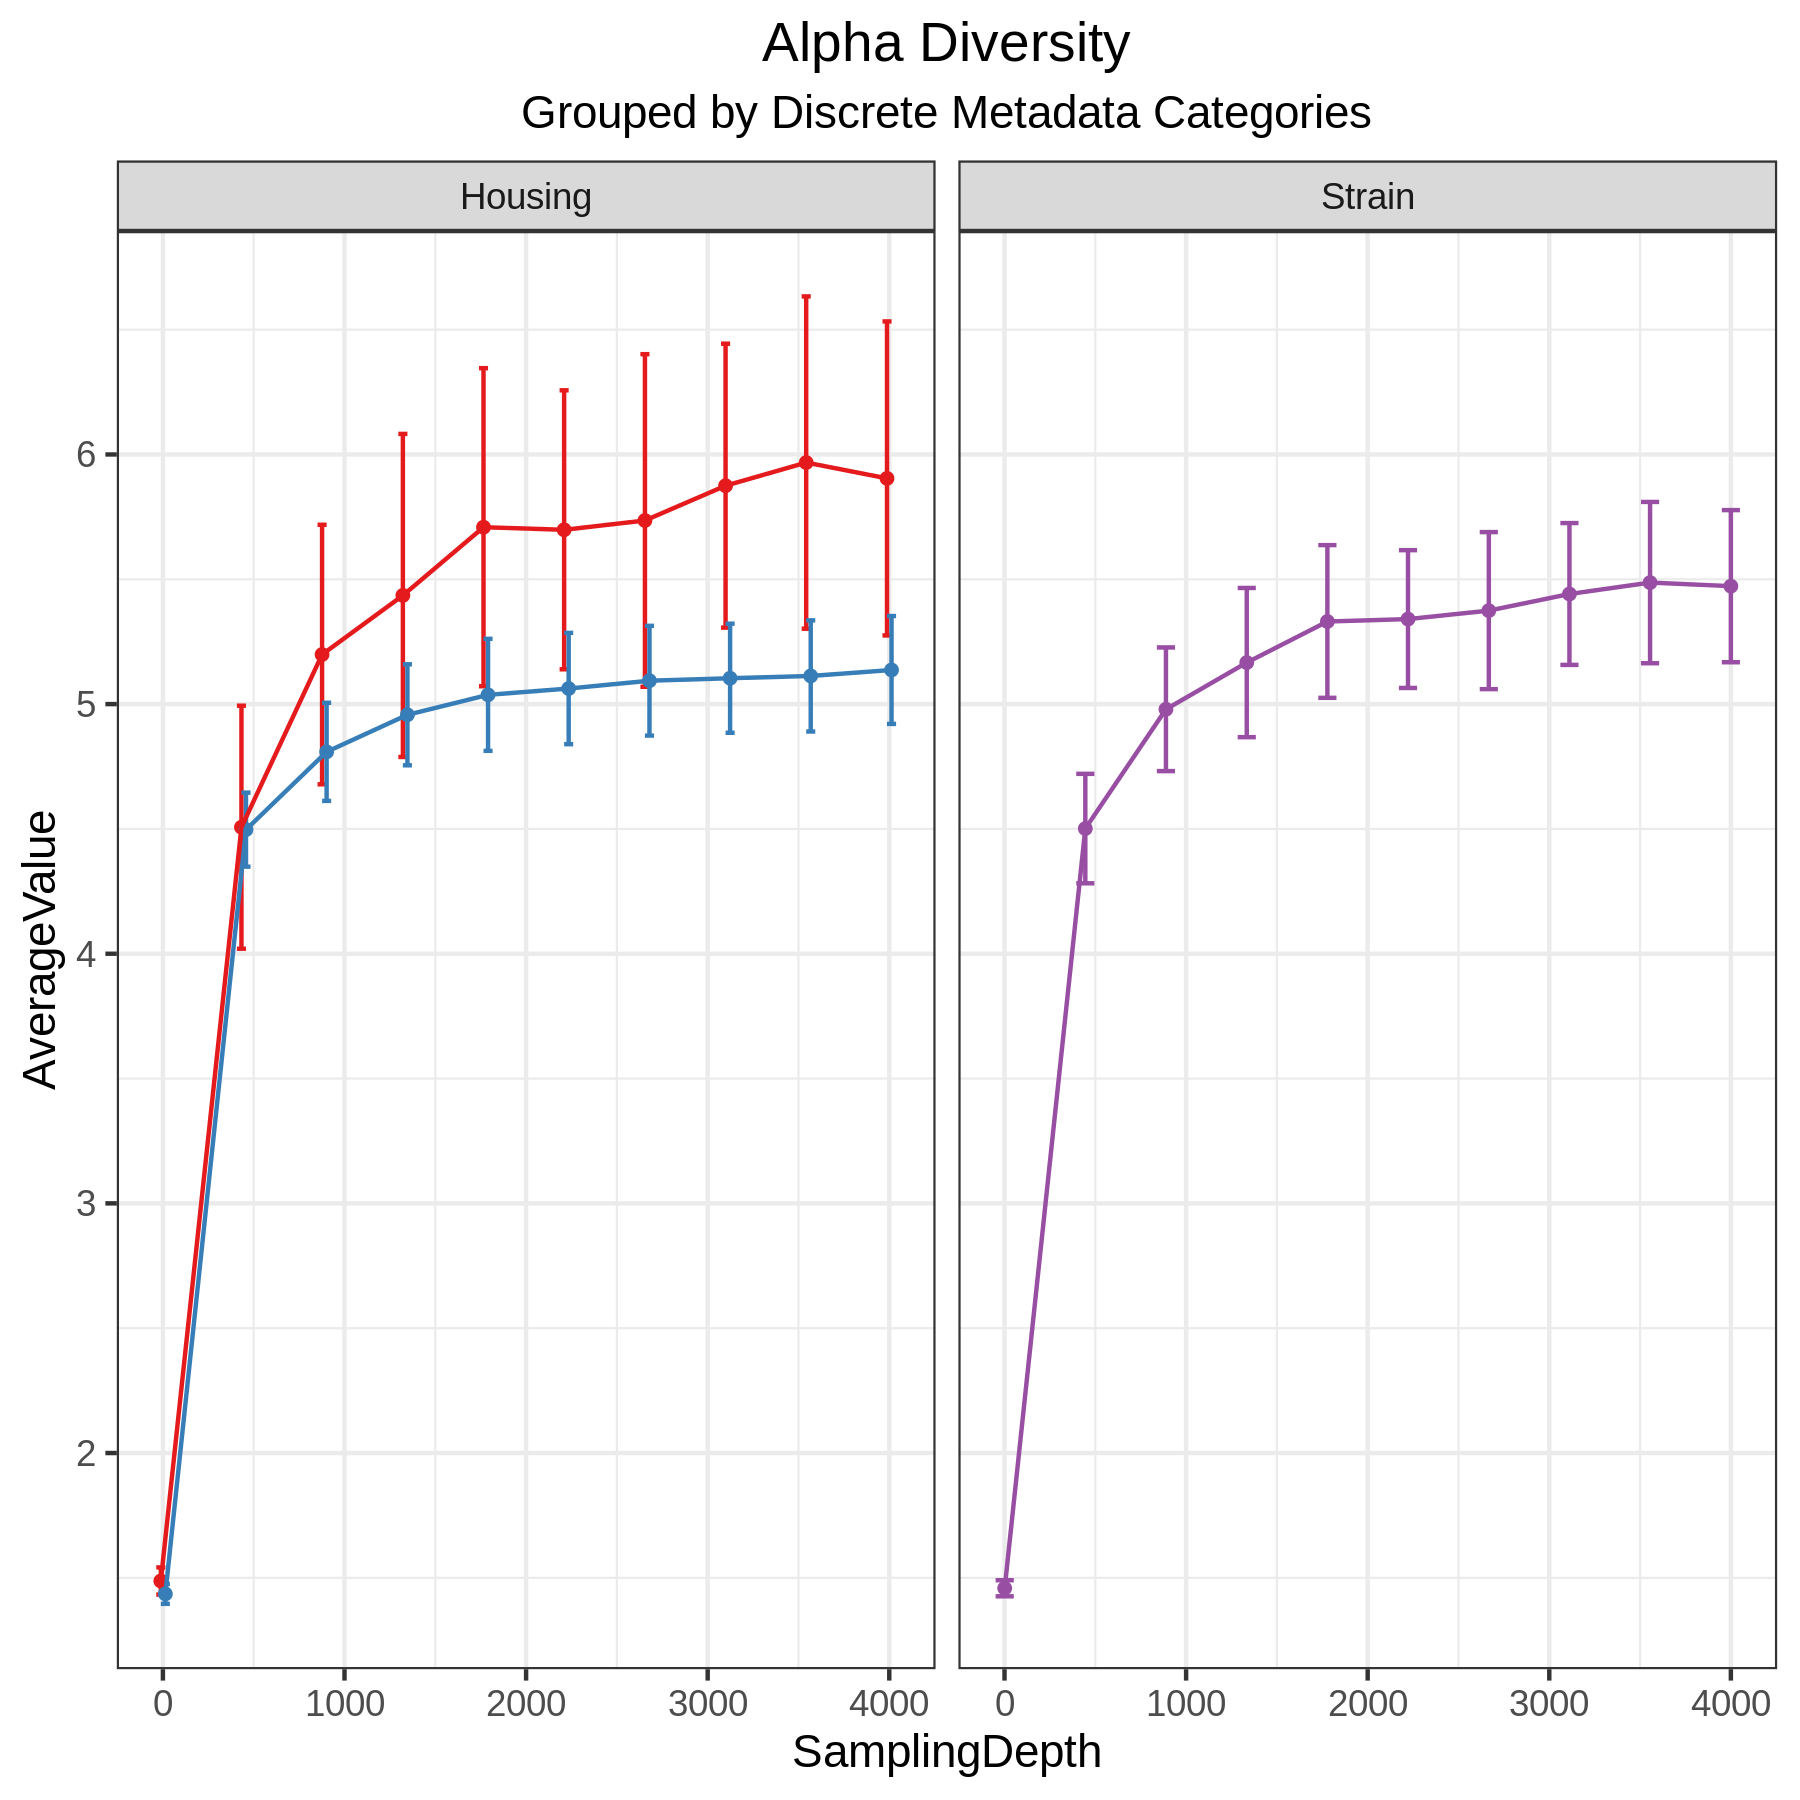 Alpha Diversity
Grouped by Discrete Metadata Categories
Housing
Strain
AverageValue
6
5
4
3
2
0 1000 2000 3000 4000
0 1000 2000 3000 4000
SamplingDepth